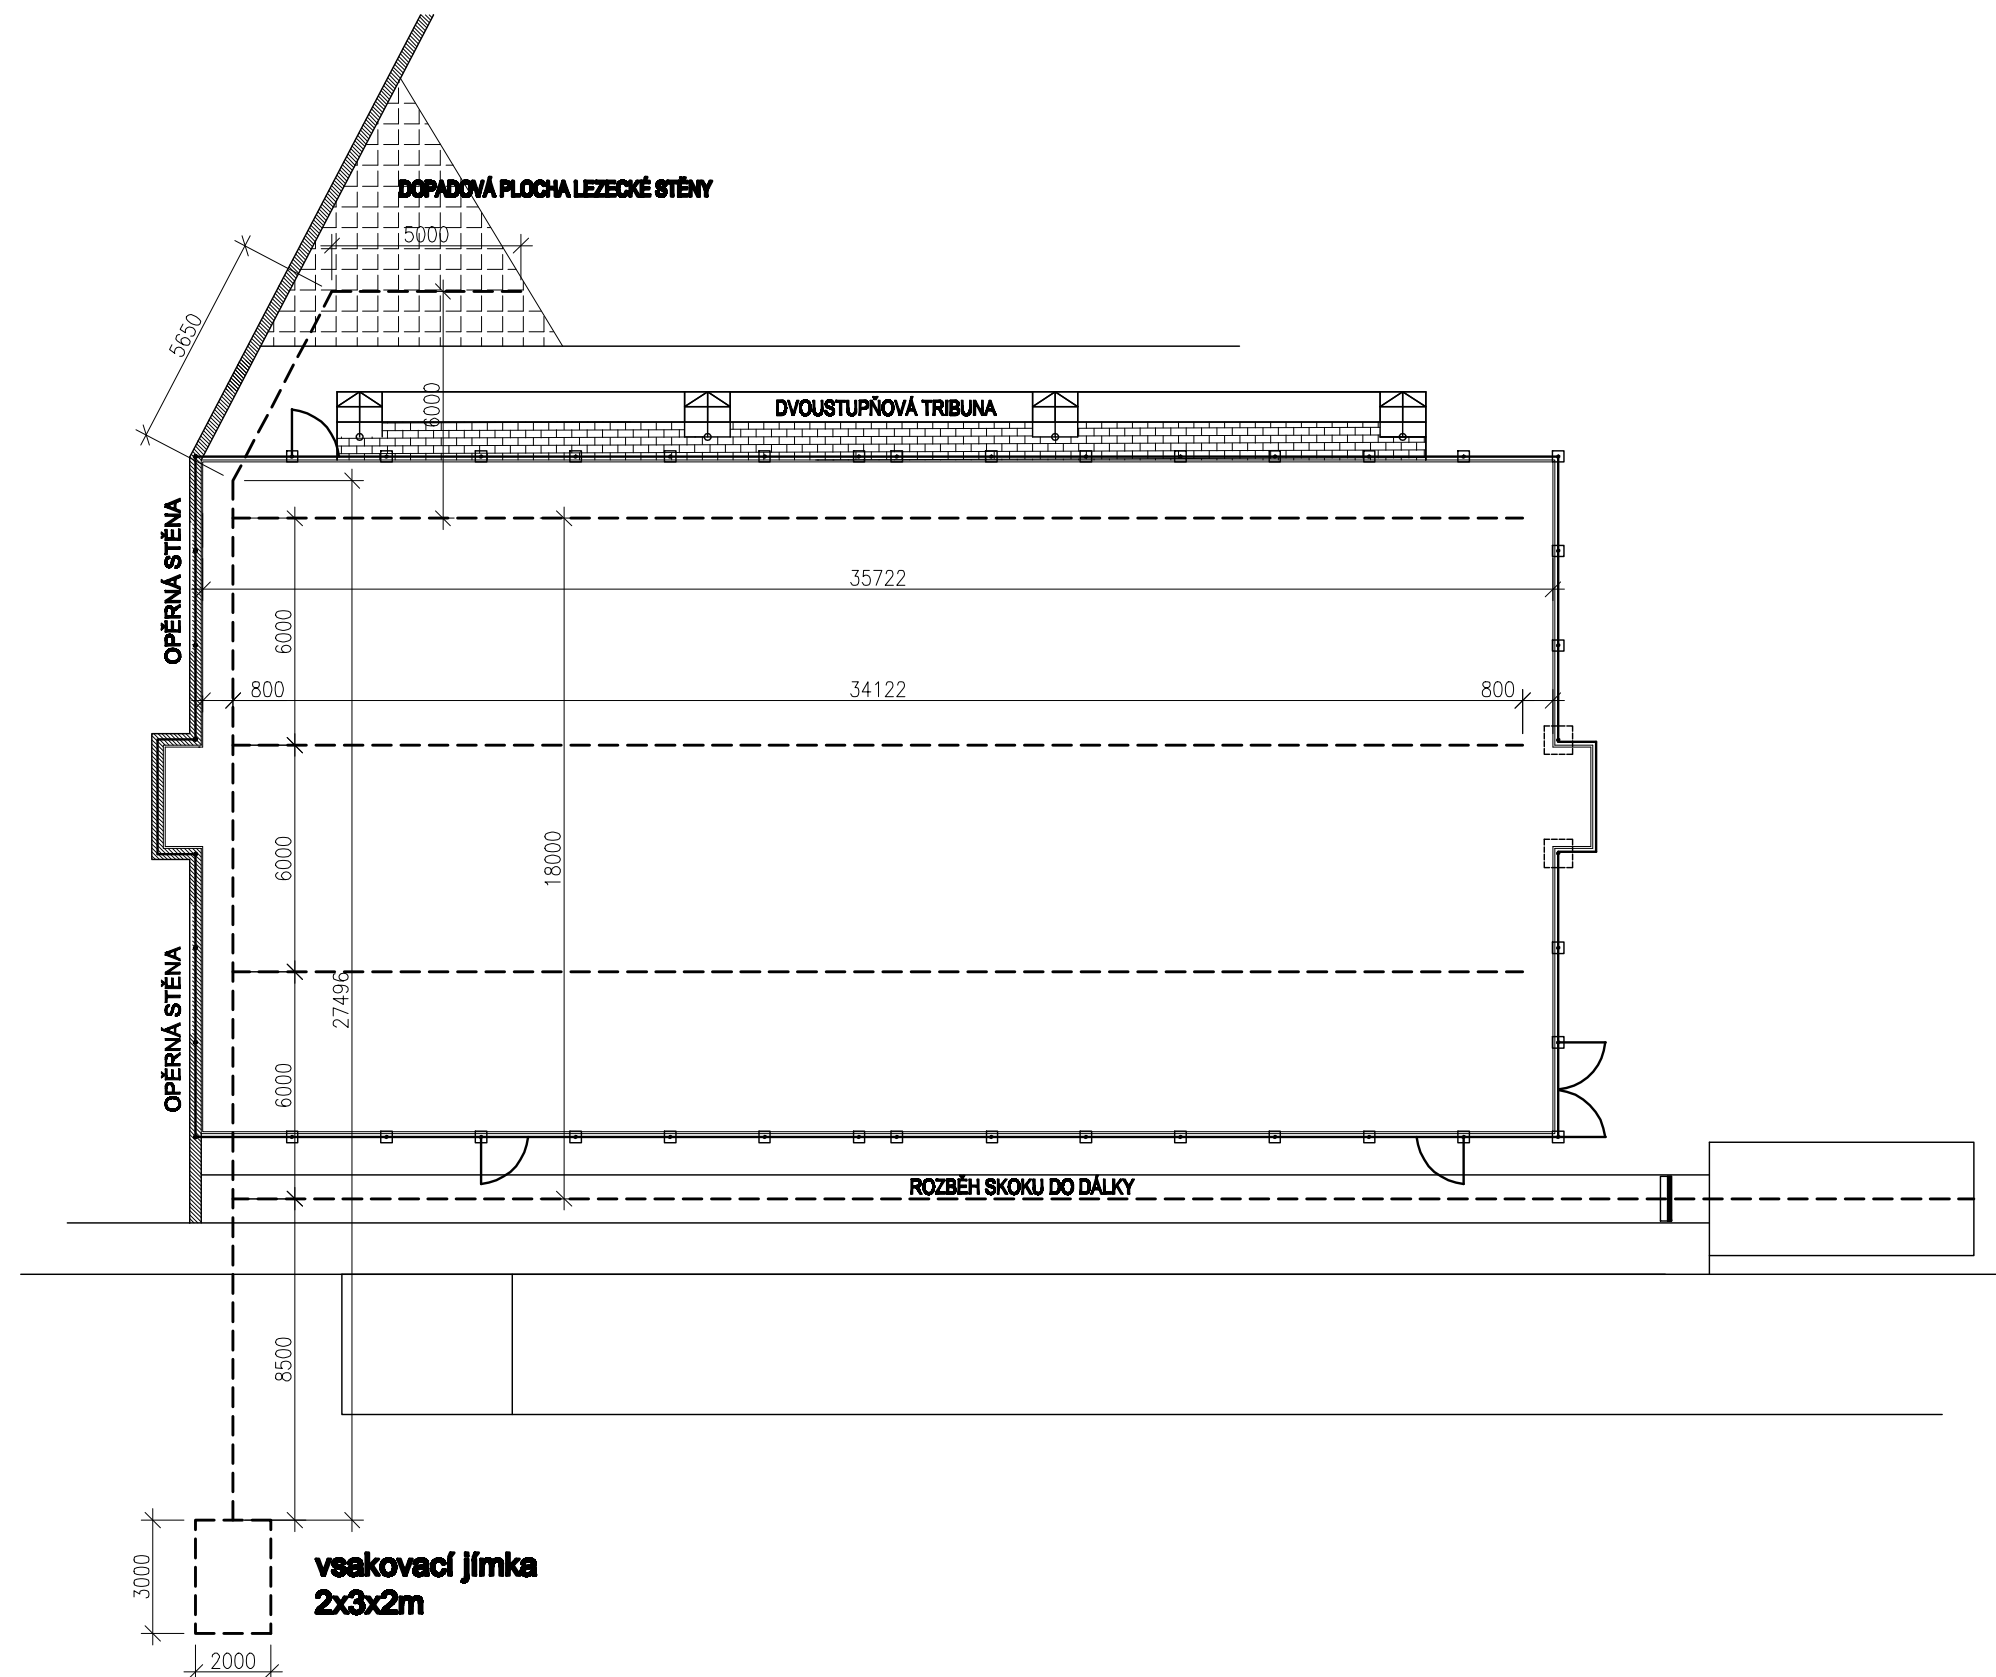 DOPADOVÁ PLOCHA LEZECKÉ STĚNY
5000
5650
6000
DVOUSTUPŇOVÁ TRIBUNA
OPĚRNÁ STĚNA
35722
6000
800
34122
800
6000
18000
27496
OPĚRNÁ STĚNA
6000
ROZBĚH SKOKU DO DÁLKY
8500
3000
vsakovací jímka
2x3x2m
2000